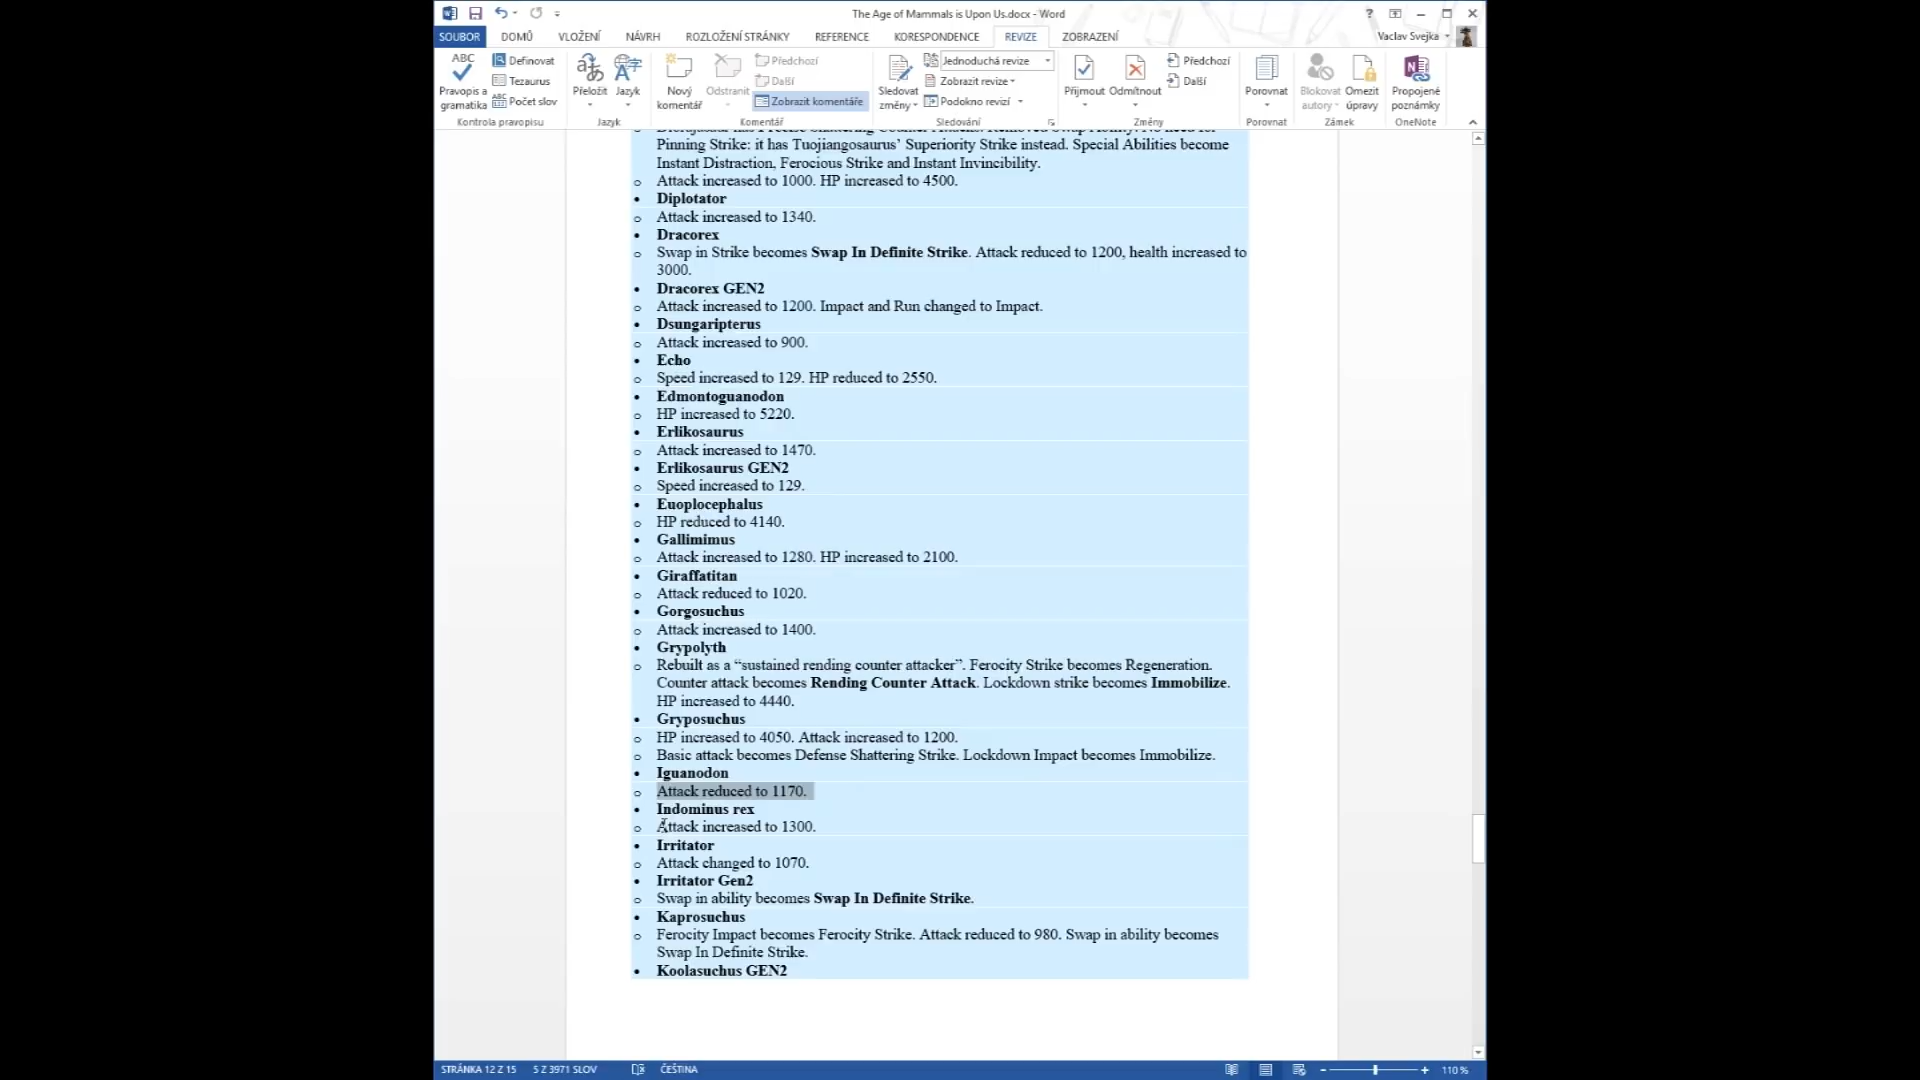 The Age of Mammals is Upon Us.docx - Word
?
SOUBOR DOMŮ VLOŽENÍ NÁVRH ROZLOŽENÍ STRÁNKY REFERENCE KORESPONDENCE REVIZE ZOBRAZENÍ
Vaclav Svejka
ABC
Pravopis a gramatika
Definovat
Tezaurus
ABC 123 Počet slov
Přeložit
Jazyk
Nový komentář
Odstranit
Předchozí
Další
Zobrazit komentáře
Sledovat změny
Jednoduchá revize
Zobrazit revize
Podokno revizí
Přijmout
Odmítnout
Předchozí
Další
Porovnat
Blokovat autory
Omezit úpravy
Propojené poznámky
Kontrola pravopisu Jazyk Komentář Sledování Změny Porovnat Zámek OneNote
Pinning Strike: it has Tuojiangosaurus’ Superiority Strike instead. Special Abilities become
Instant Distraction, Ferocious Strike and Instant Invincibility.
o Attack increased to 1000. HP increased to 4500.
• Diplotator
o Attack increased to 1340.
• Dracorex
o Swap in Strike becomes Swap In Definite Strike. Attack reduced to 1200, health increased to
3000.
• Dracorex GEN2
o Attack increased to 1200. Impact and Run changed to Impact.
• Dsungaripterus
o Attack increased to 900.
• Echo
o Speed increased to 129. HP reduced to 2550.
• Edmontoguanodon
o HP increased to 5220.
• Erlikosaurus
o Attack increased to 1470.
• Erlikosaurus GEN2
o Speed increased to 129.
• Euoplocephalus
o HP reduced to 4140.
• Gallimimus
o Attack increased to 1280. HP increased to 2100.
• Giraffatitan
o Attack reduced to 1020.
• Gorgosuchus
o Attack increased to 1400.
• Grypolyth
o Rebuilt as a “sustained rending counter attacker”. Ferocity Strike becomes Regeneration.
Counter attack becomes Rending Counter Attack. Lockdown strike becomes Immobilize.
HP increased to 4440.
• Gryposuchus
o HP increased to 4050. Attack increased to 1200.
o Basic attack becomes Defense Shattering Strike. Lockdown Impact becomes Immobilize.
• Iguanodon
o Attack reduced to 1170.
• Indominus rex
o Attack increased to 1300.
• Irritator
o Attack changed to 1070.
• Irritator Gen2
o Swap in ability becomes Swap In Definite Strike.
• Kaprosuchus
o Ferocity Impact becomes Ferocity Strike. Attack reduced to 980. Swap in ability becomes
Swap In Definite Strike.
• Koolasuchus GEN2
STRÁNKA 12 Z 15 5 Z 3971 SLOV ČEŠTINA 110 %